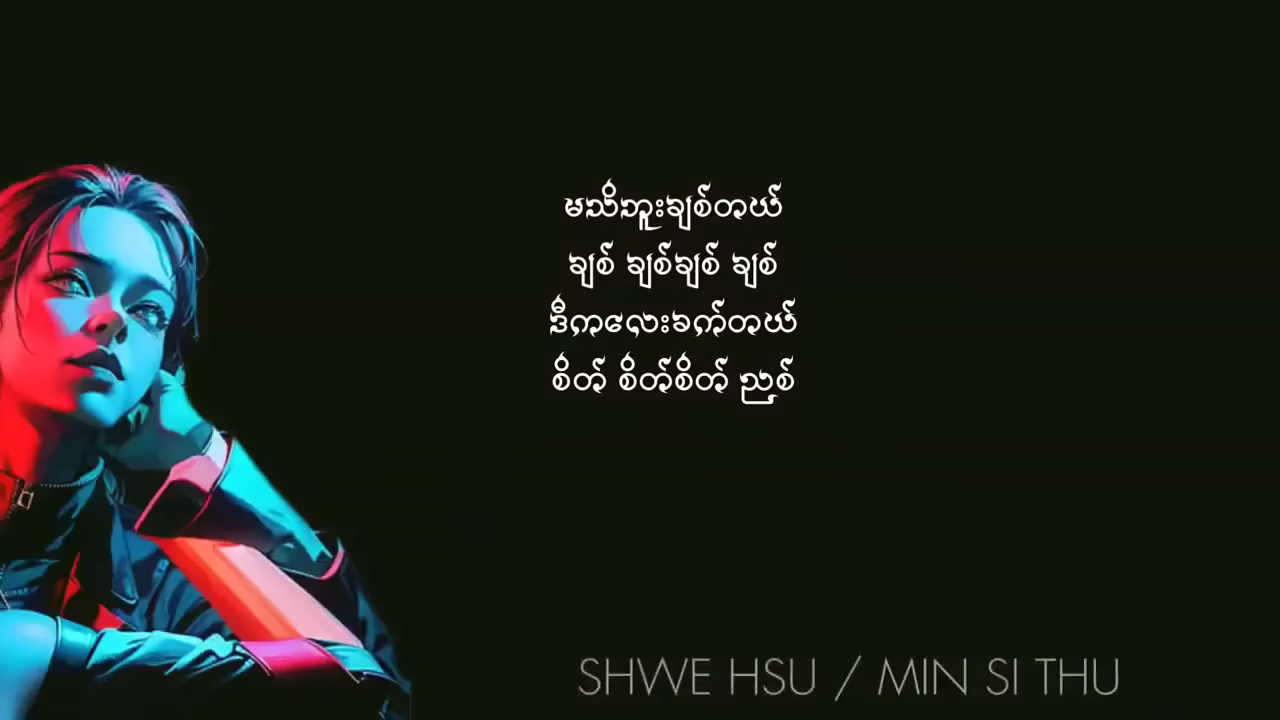 မသိဘူးချစ်တယ်
ချစ် ချစ်ချစ် ချစ်
ဒီကလေးခက်တယ်
စိတ် စိတ်စိတ် ညစ်
SHWE HSU / MIN SI THU